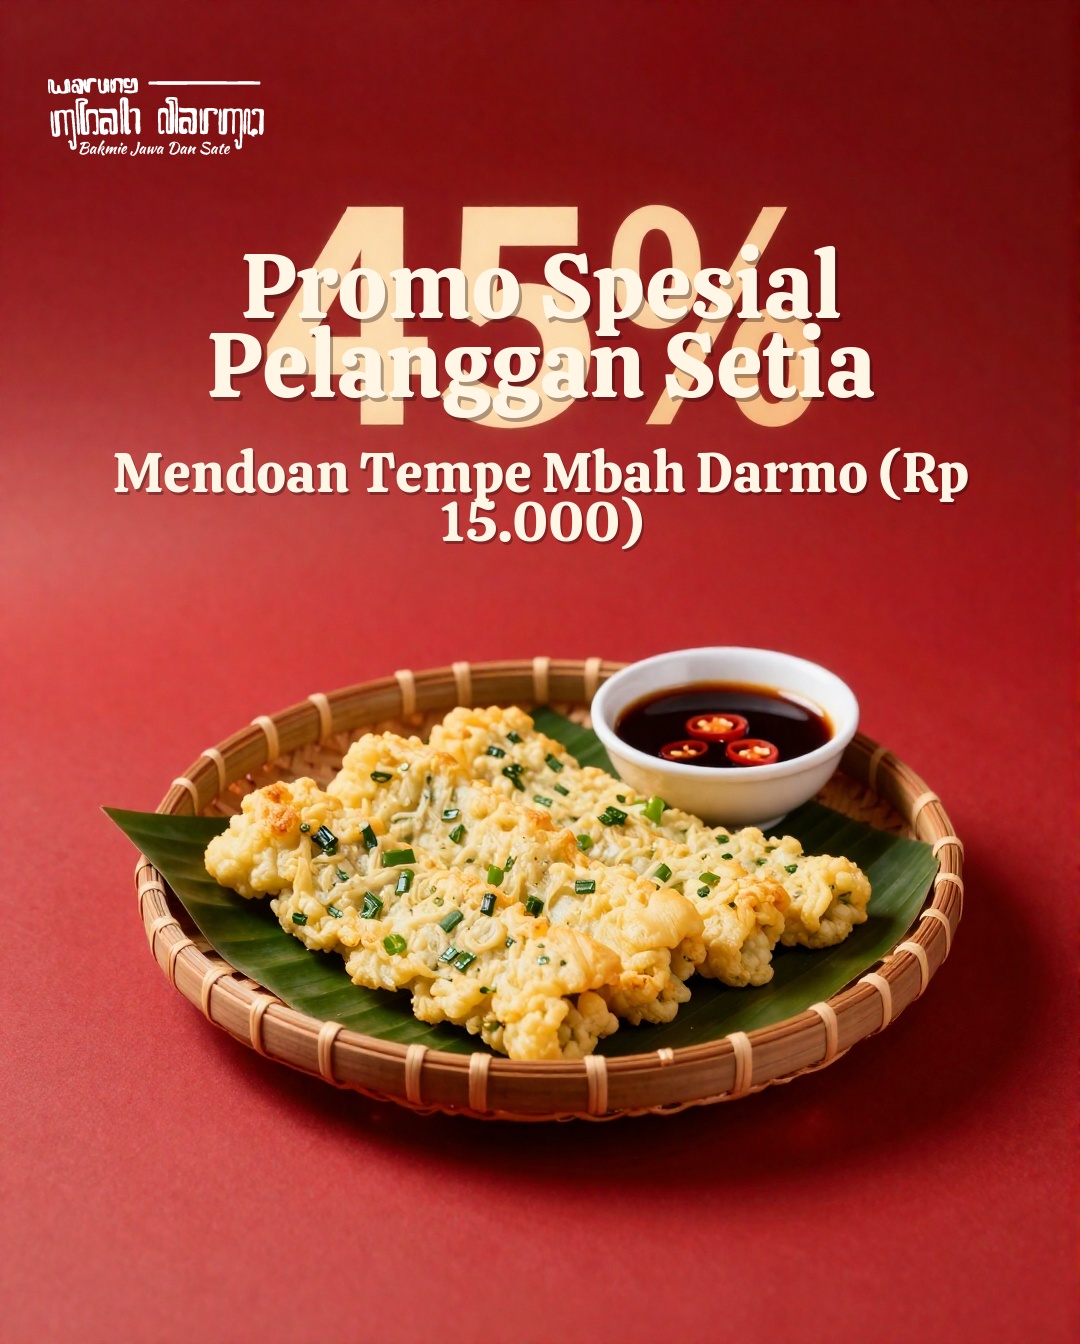 warung
mbah darmo
Bakmie Jawa Dan Sate
45%
Promo Spesial
Pelanggan Setia
Mendoan Tempe Mbah Darmo (Rp
15.000)